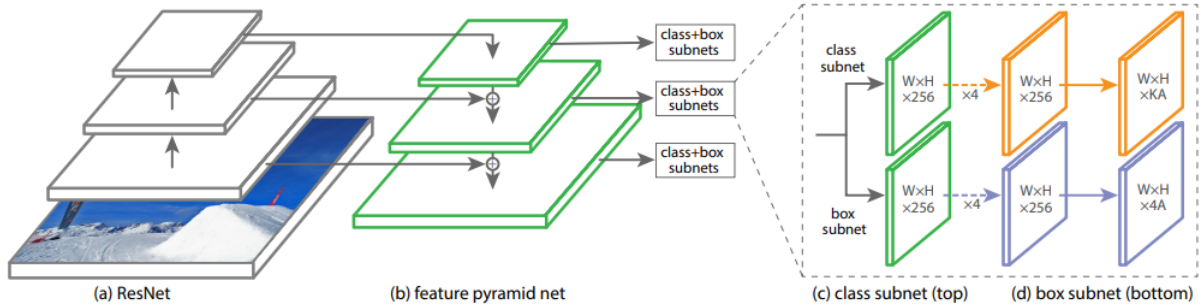 class+box
subnets
class+box
subnets
class+box
subnets
class
subnet
W×H
×256
×4
W×H
×256
W×H
×KA
box
subnet
W×H
×256
×4
W×H
×256
W×H
×4A
(a) ResNet
(b) feature pyramid net
(c) class subnet (top)
(d) box subnet (bottom)